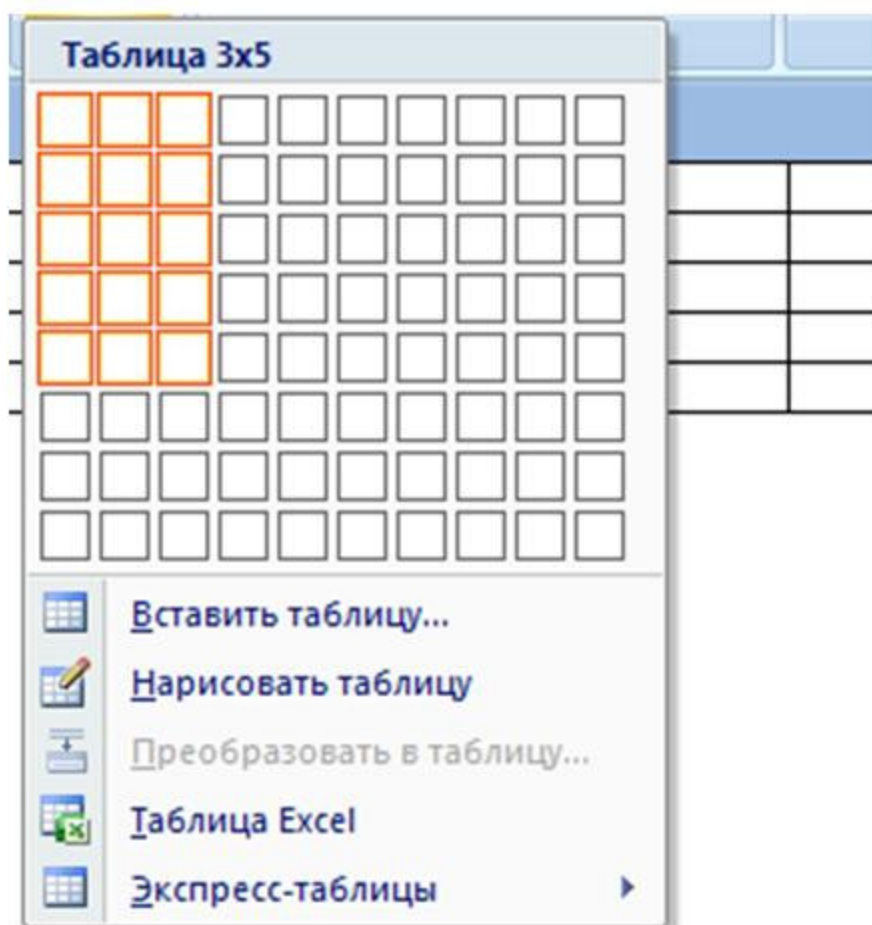 Таблица 3x5
Вставить таблицу...
Нарисовать таблицу
Преобразовать в таблицу...
Таблица Excel
Экспресс-таблицы